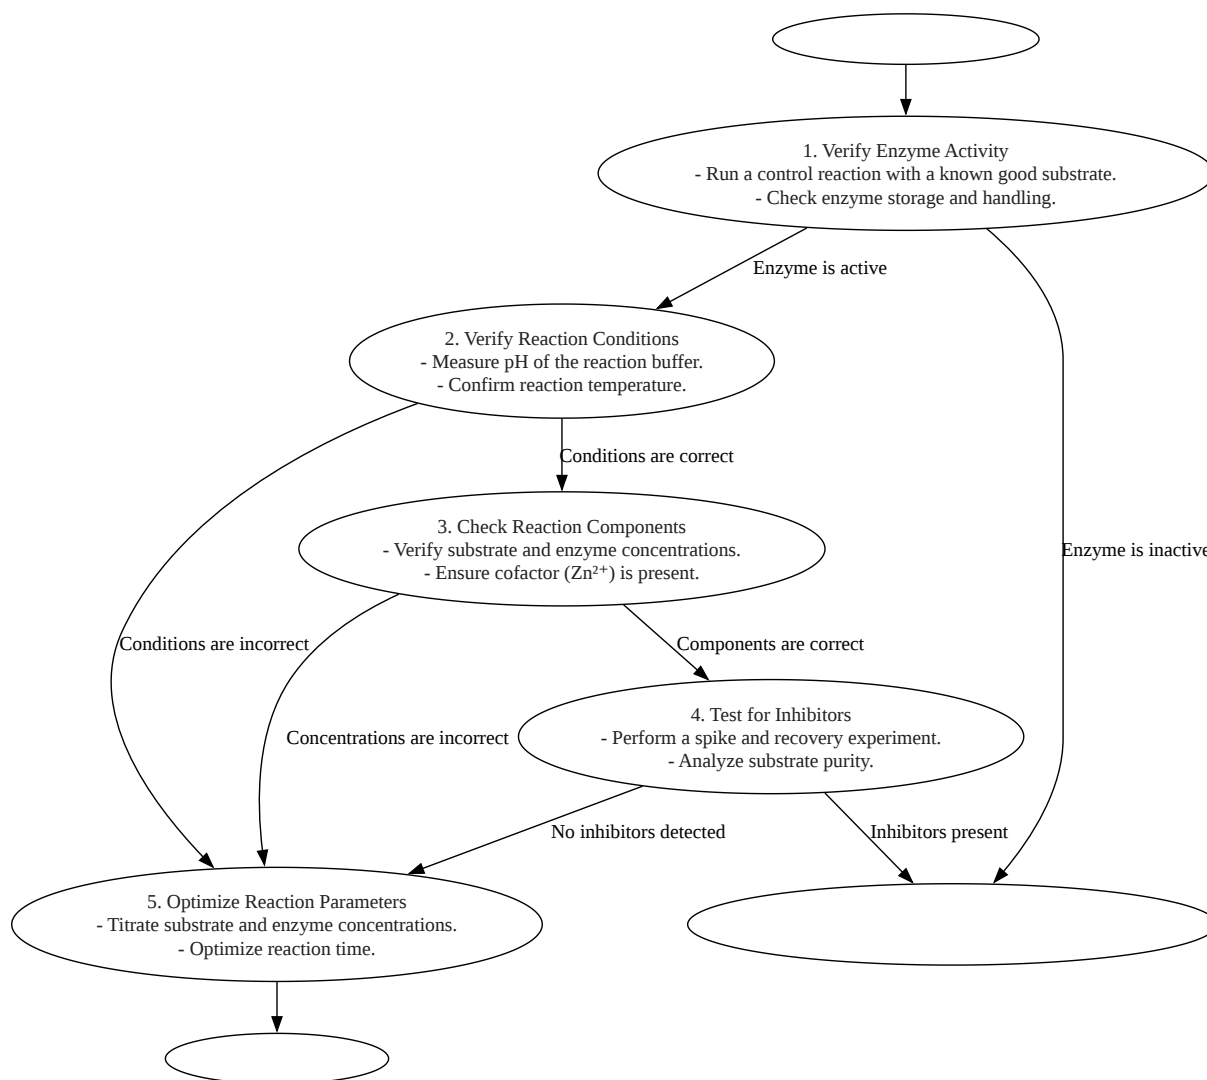 1. Verify Enzyme Activity
- Run a control reaction with a known good substrate.
- Check enzyme storage and handling.
Enzyme is active
2. Verify Reaction Conditions
- Measure pH of the reaction buffer.
- Confirm reaction temperature.
Conditions are correct
3. Check Reaction Components
- Verify substrate and enzyme concentrations.
- Ensure cofactor (Zn²⁺) is present.
Enzyme is inactive
Conditions are incorrect
Components are correct
4. Test for Inhibitors
- Perform a spike and recovery experiment.
- Analyze substrate purity.
Concentrations are incorrect
No inhibitors detected
Inhibitors present
5. Optimize Reaction Parameters
- Titrate substrate and enzyme concentrations.
- Optimize reaction time.